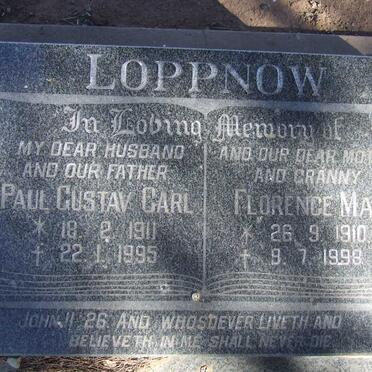 LOPPNOW
In Loving Memory of
MY DEAR HUSBAND
AND OUR FATHER
PAUL GUSTAV CARL
* 18. 2. 1911
† 22. 1. 1995
AND OUR DEAR
AND GRANNY
FLORENCE
* 26. 9. 1910
† 9. 7. 1998
JOHN 11 26 AND WHOSOEVER LIVETH AND
BELIEVETH IN ME SHALL NEVER DIE